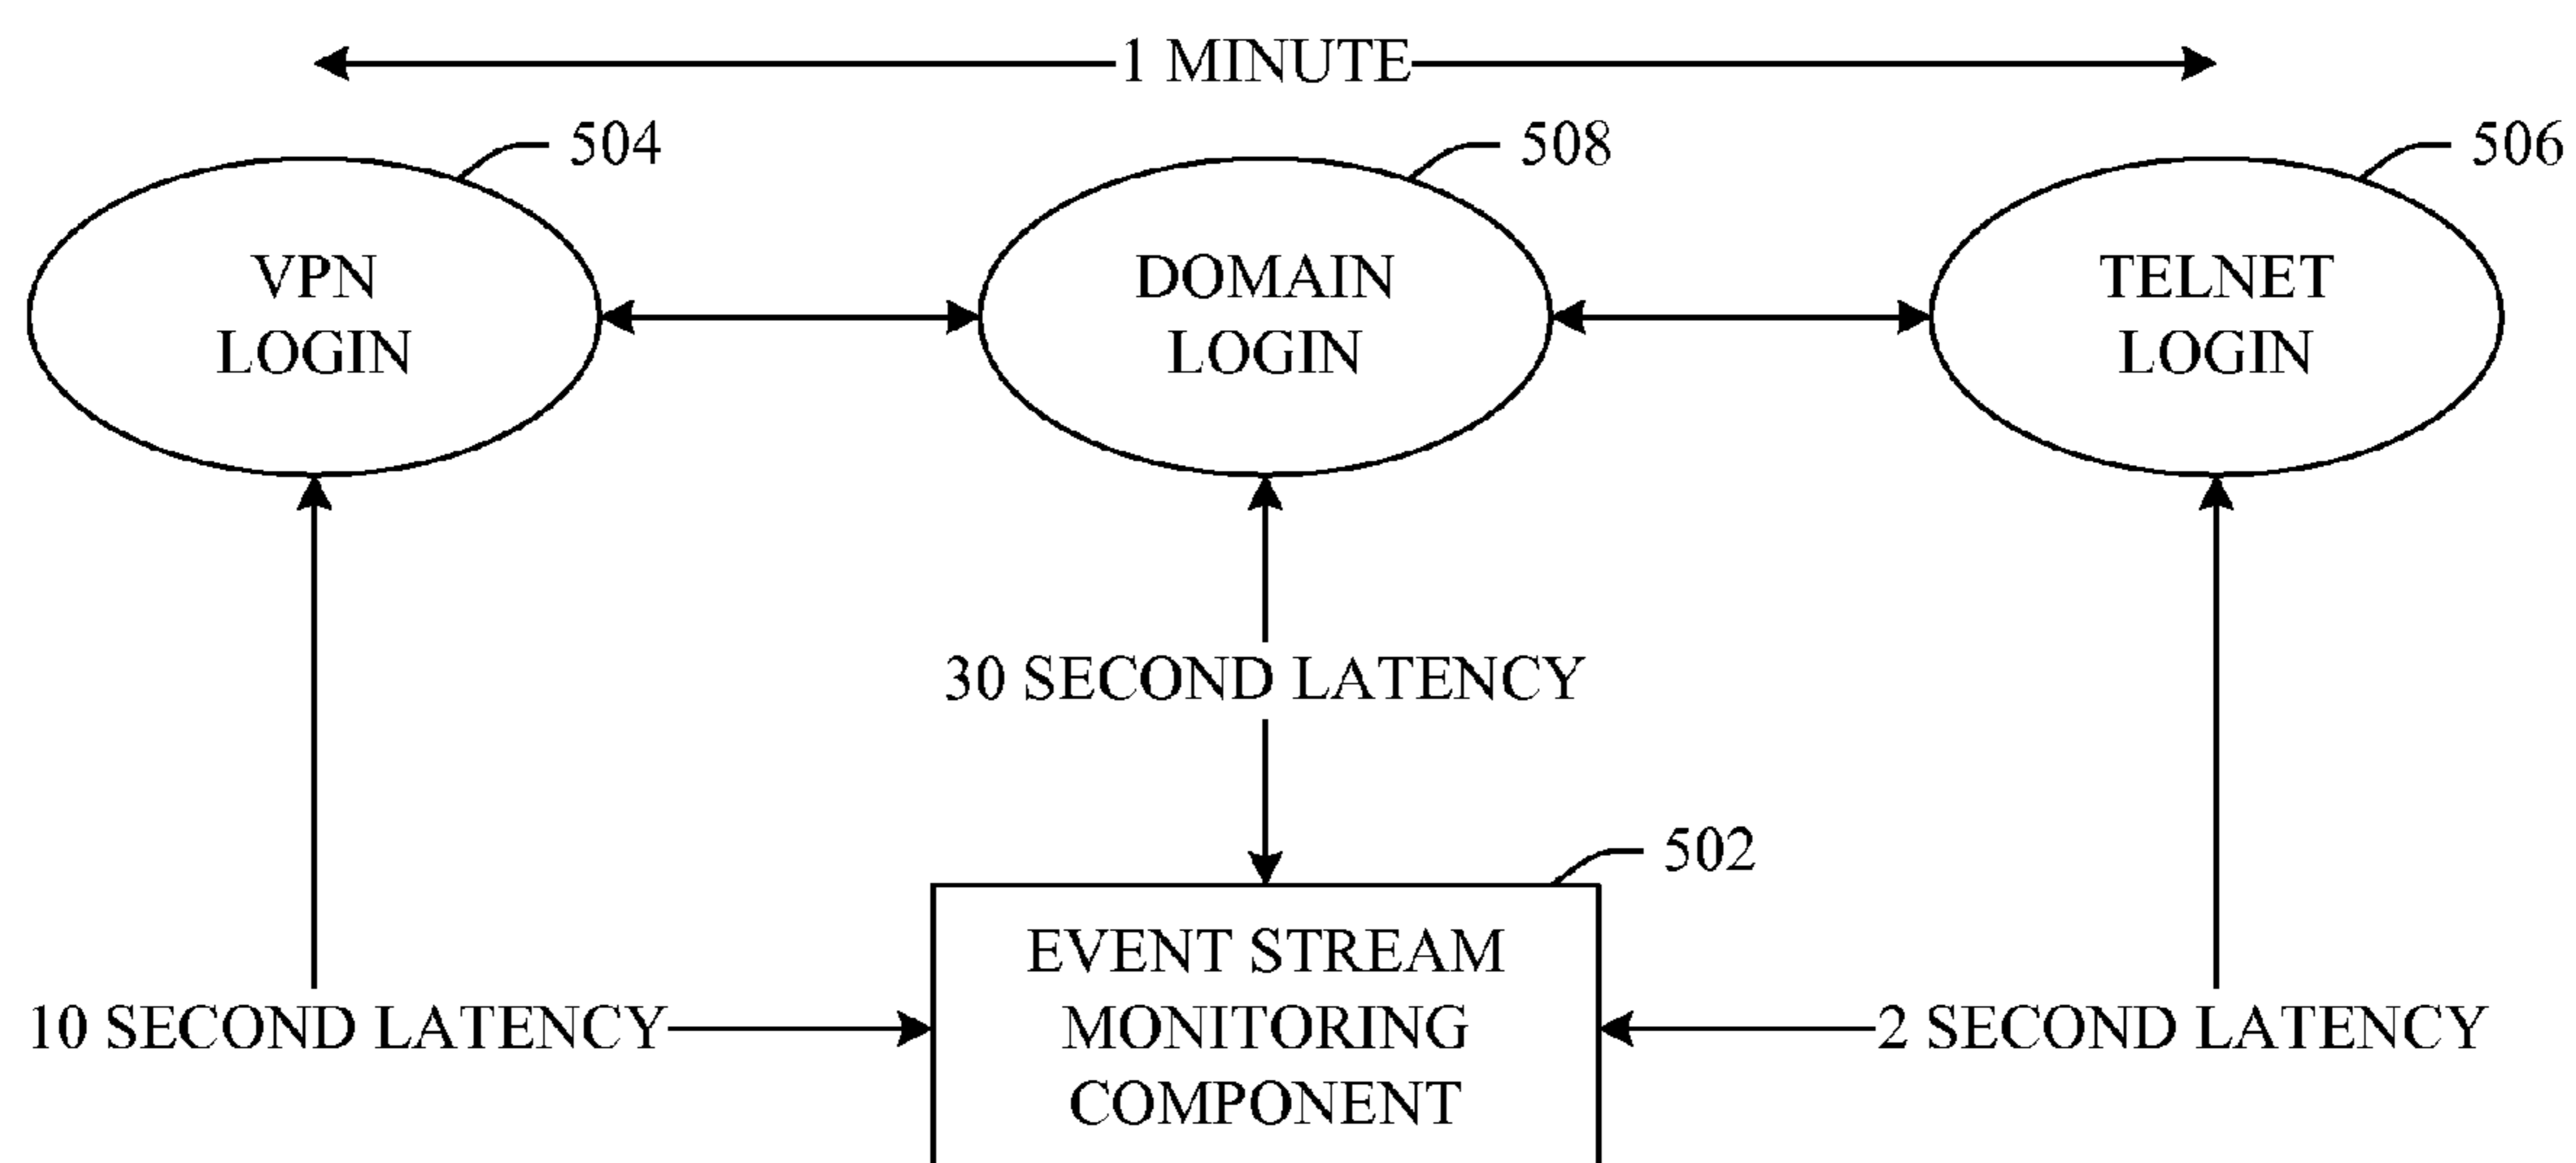 1 MINUTE
504
508
506
VPN
LOGIN
DOMAIN
LOGIN
TELNET
LOGIN
30 SECOND LATENCY
502
10 SECOND LATENCY
EVENT STREAM
MONITORING
COMPONENT
2 SECOND LATENCY